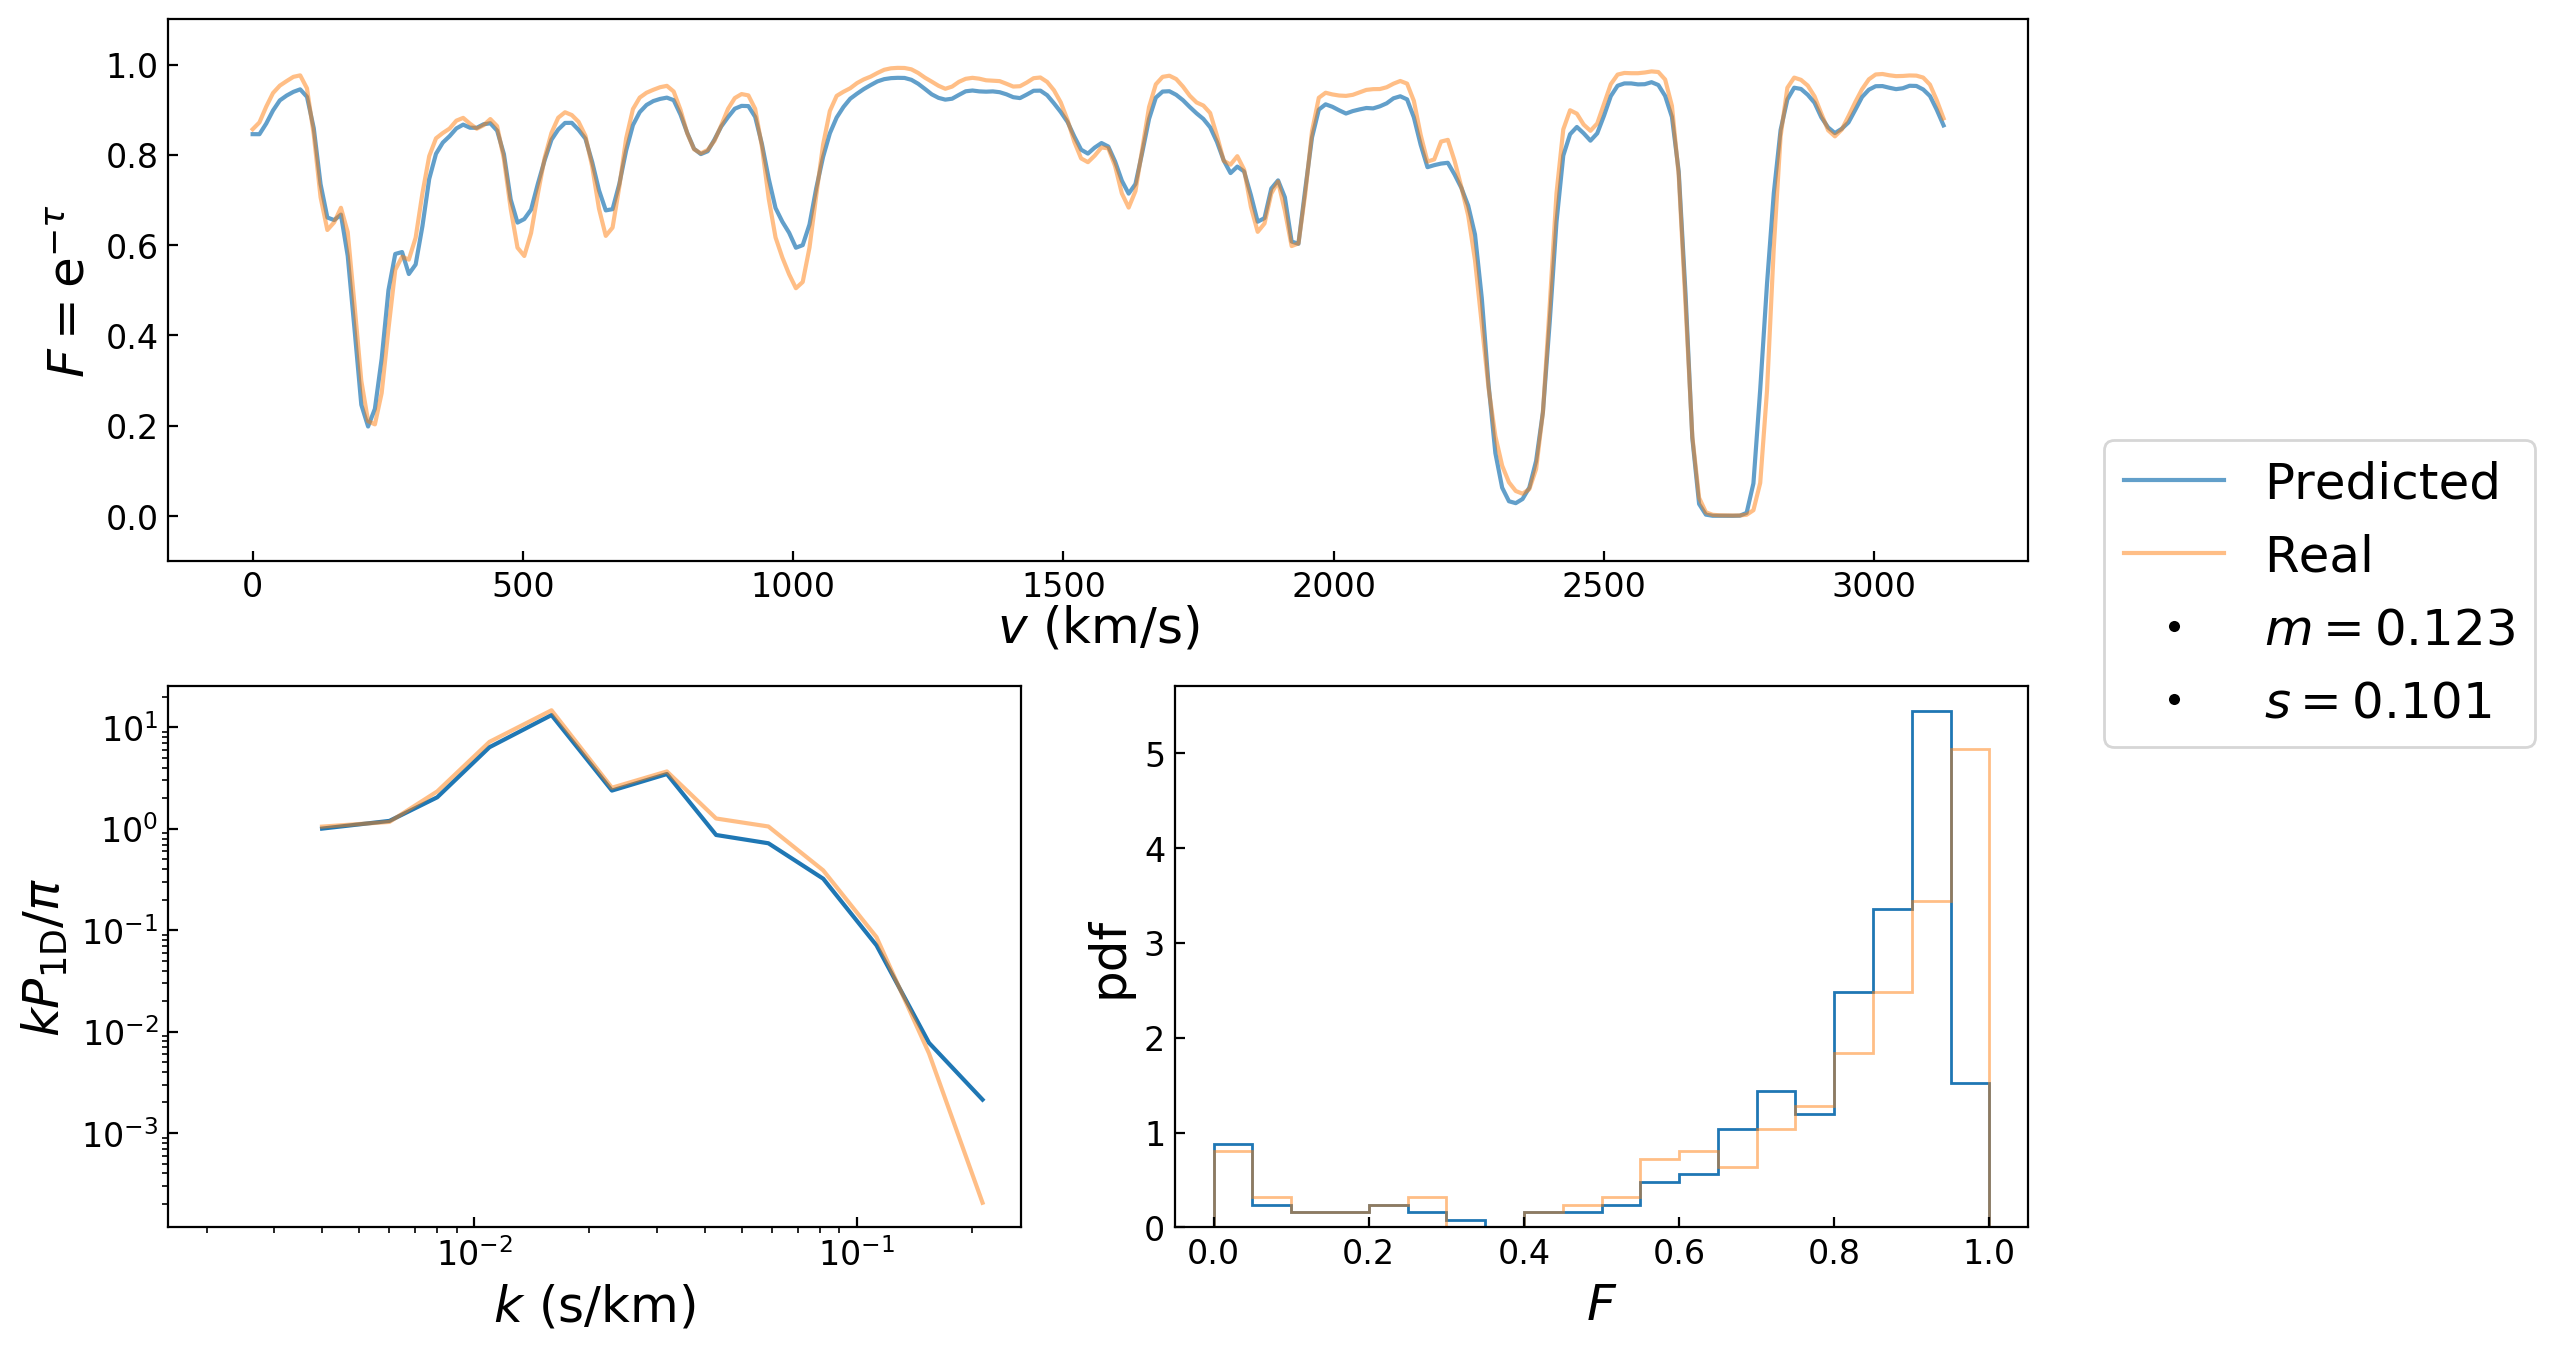 1.0
0.8
0.6
0.4
0.2
0.0
F = e^{-τ}
0 500 1000 1500 2000 2500 3000
v (km/s)
Predicted
Real
m = 0.123
s = 0.101
10^1
10^0
10^{-1}
10^{-2}
10^{-3}
kP_{1D}/π
10^{-2} 10^{-1}
k (s/km)
5
4
3
2
1
0
pdf
0.0 0.2 0.4 0.6 0.8 1.0
F